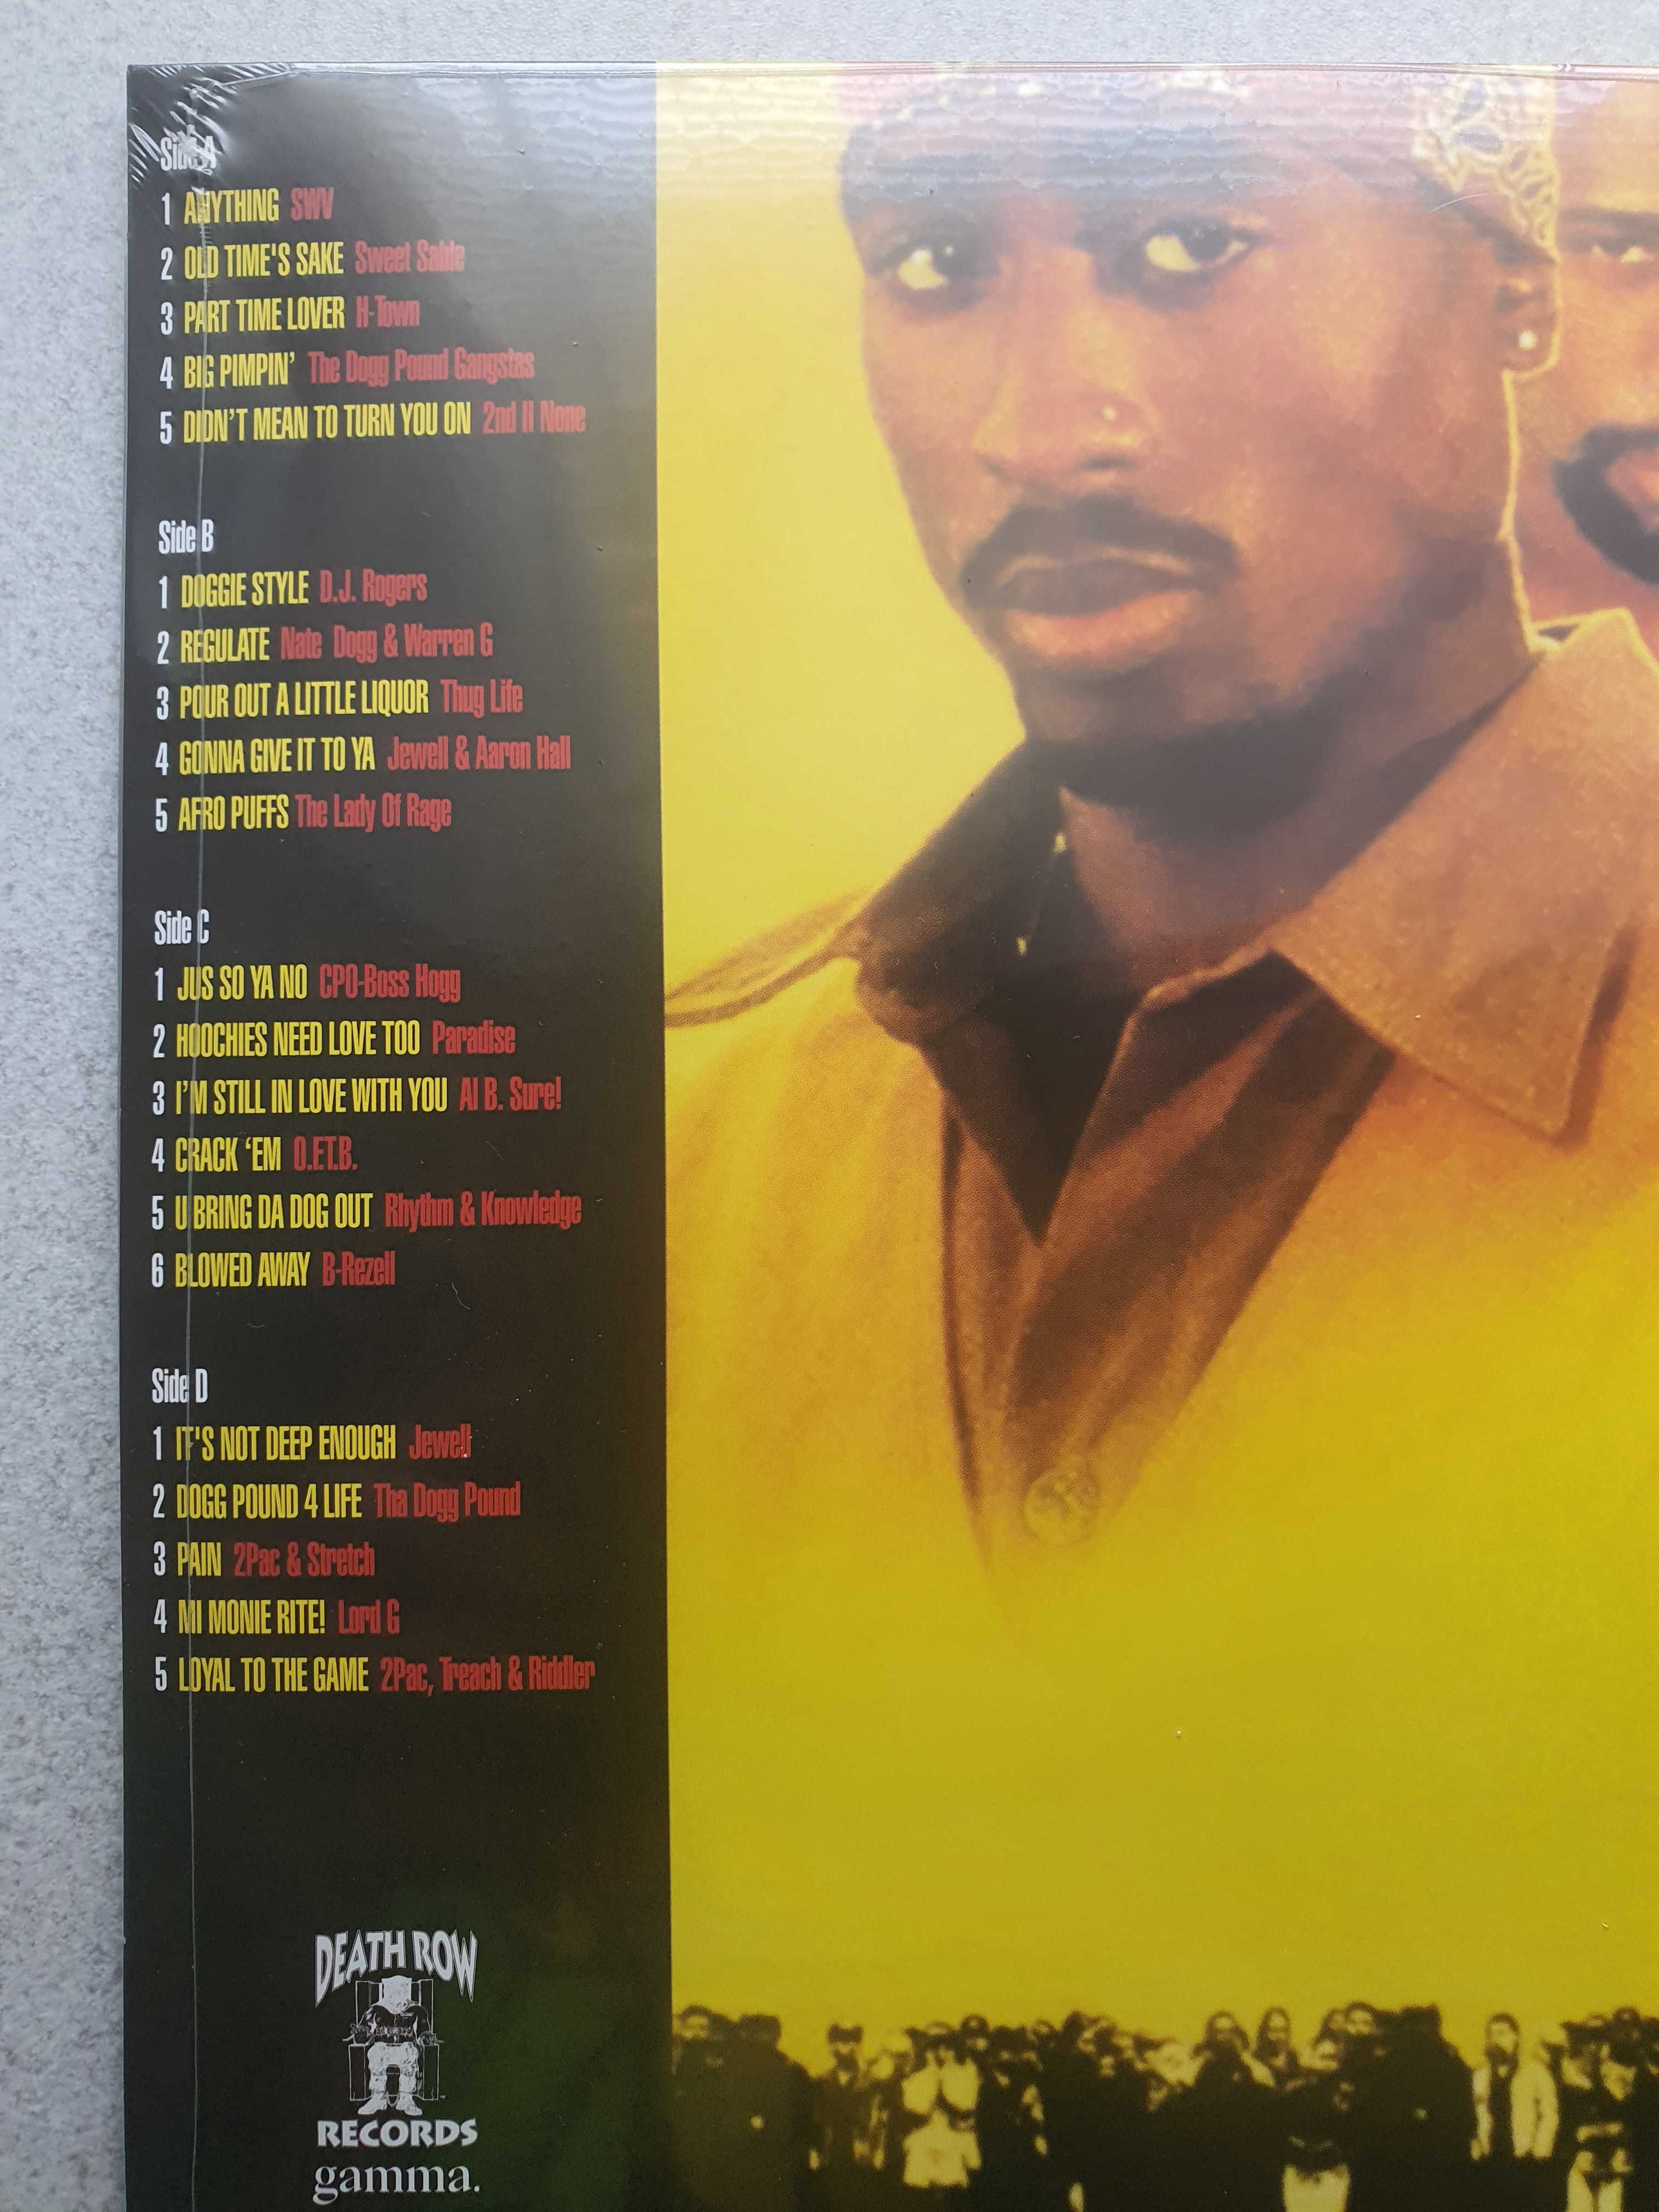 Side A
1 ANYTHING SWV
2 OLD TIME'S SAKE Sweet Sable
3 PART TIME LOVER H-Town
4 BIG PIMPIN’ The Dogg Pound Gangstas
5 DIDN’T MEAN TO TURN YOU ON 2nd II None
Side B
1 DOGGIE STYLE D.J. Rogers
2 REGULATE Nate Dogg & Warren G
3 POUR OUT A LITTLE LIQUOR Thug Life
4 GONNA GIVE IT TO YA Jewell & Aaron Hall
5 AFRO PUFFS The Lady Of Rage
Side C
1 JUS SO YA NO CPO-Boss Hogg
2 HOOCHIES NEED LOVE TOO Paradise
3 I’M STILL IN LOVE WITH YOU Al B. Sure!
4 CRACK ‘EM O.F.T.B.
5 U BRING DA DOG OUT Rhythm & Knowledge
6 BLOWED AWAY B-Rezell
Side D
1 IT'S NOT DEEP ENOUGH Jewell
2 DOGG POUND 4 LIFE Tha Dogg Pound
3 PAIN 2Pac & Stretch
4 MI MONIE RITE! Lord G
5 LOYAL TO THE GAME 2Pac, Treach & Riddler
DEATH ROW
RECORDS
gamma.